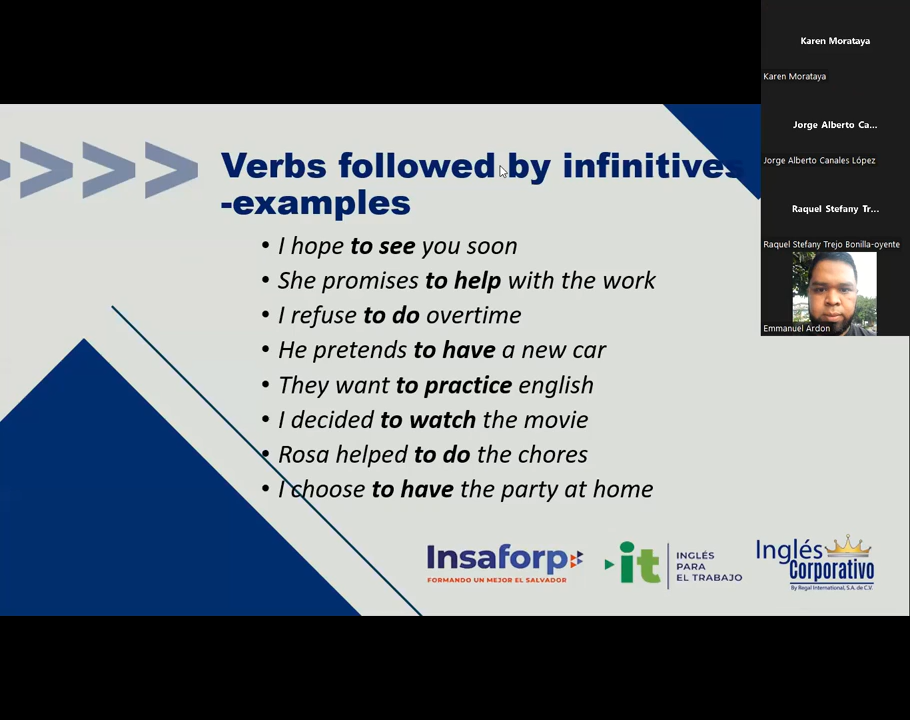 Karen Morataya
Karen Morataya
Jorge Alberto Ca...
Jorge Alberto Canales López
Raquel Stefany Tr...
Raquel Stefany Trejo Bonilla-oyente
Emmanuel Ardon
>>>>
Verbs followed by infinitives
-examples
• I hope to see you soon
• She promises to help with the work
• I refuse to do overtime
• He pretends to have a new car
• They want to practice english
• I decided to watch the movie
• Rosa helped to do the chores
• I choose to have the party at home
Insaforp
FORMANDO UN MEJOR EL SALVADOR
it
INGLÉS
PARA
EL TRABAJO
Inglés
Corporativo
By Regal International, S.A. de C.V.